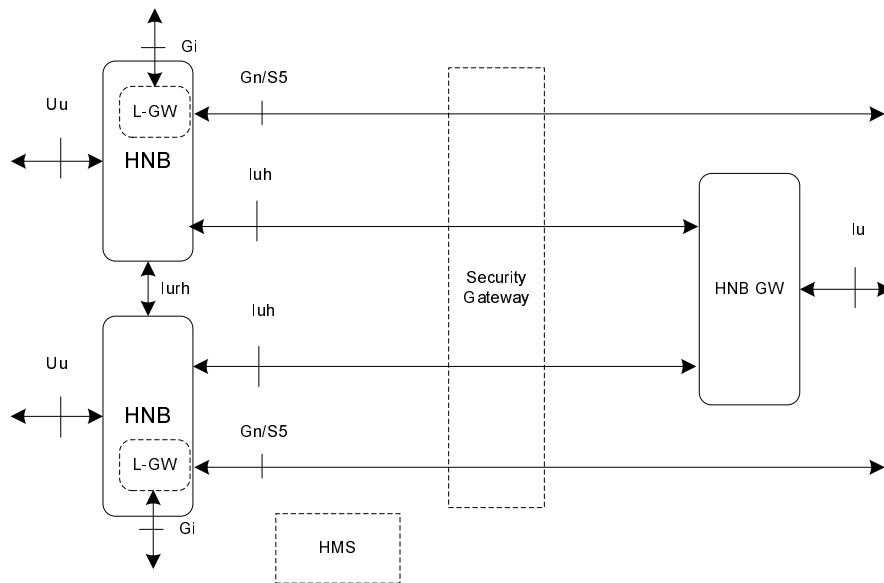 Gi
Gn/S5
Uu
L-GW
HNB
Iuh
Iu
Security
Gateway
HNB GW
Iurh
Iuh
Uu
HNB
Gn/S5
L-GW
Gi
HMS